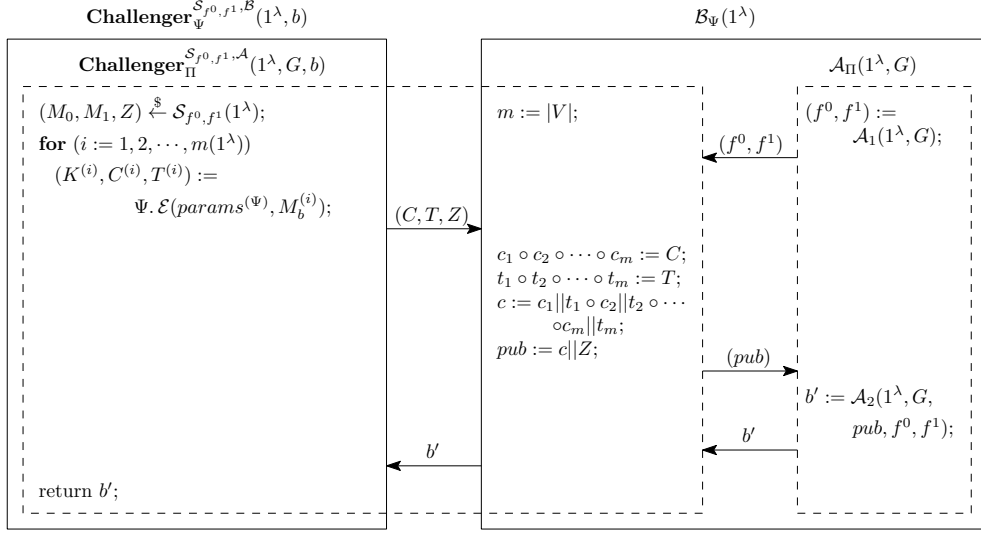 Challenger_Ψ^{S_{f^0,f^1},B}(1^λ, b)
B_Ψ(1^λ)
Challenger_Π^{S_{f^0,f^1},A}(1^λ, G, b)
A_Π(1^λ, G)
(M_0, M_1, Z) ←^$ S_{f^0,f^1}(1^λ);
for (i := 1, 2, ⋯, m(1^λ))
(K^{(i)}, C^{(i)}, T^{(i)}) :=
Ψ. E(params^{(Ψ)}, M_b^{(i)});
(C, T, Z)
m := |V|;
(f^0, f^1)
(f^0, f^1) :=
A_1(1^λ, G);
c_1 ∘ c_2 ∘ ⋯ ∘ c_m := C;
t_1 ∘ t_2 ∘ ⋯ ∘ t_m := T;
c := c_1||t_1 ∘ c_2||t_2 ∘ ⋯
∘c_m||t_m;
pub := c||Z;
(pub)
b′ := A_2(1^λ, G,
pub, f^0, f^1);
b′
b′
return b′;